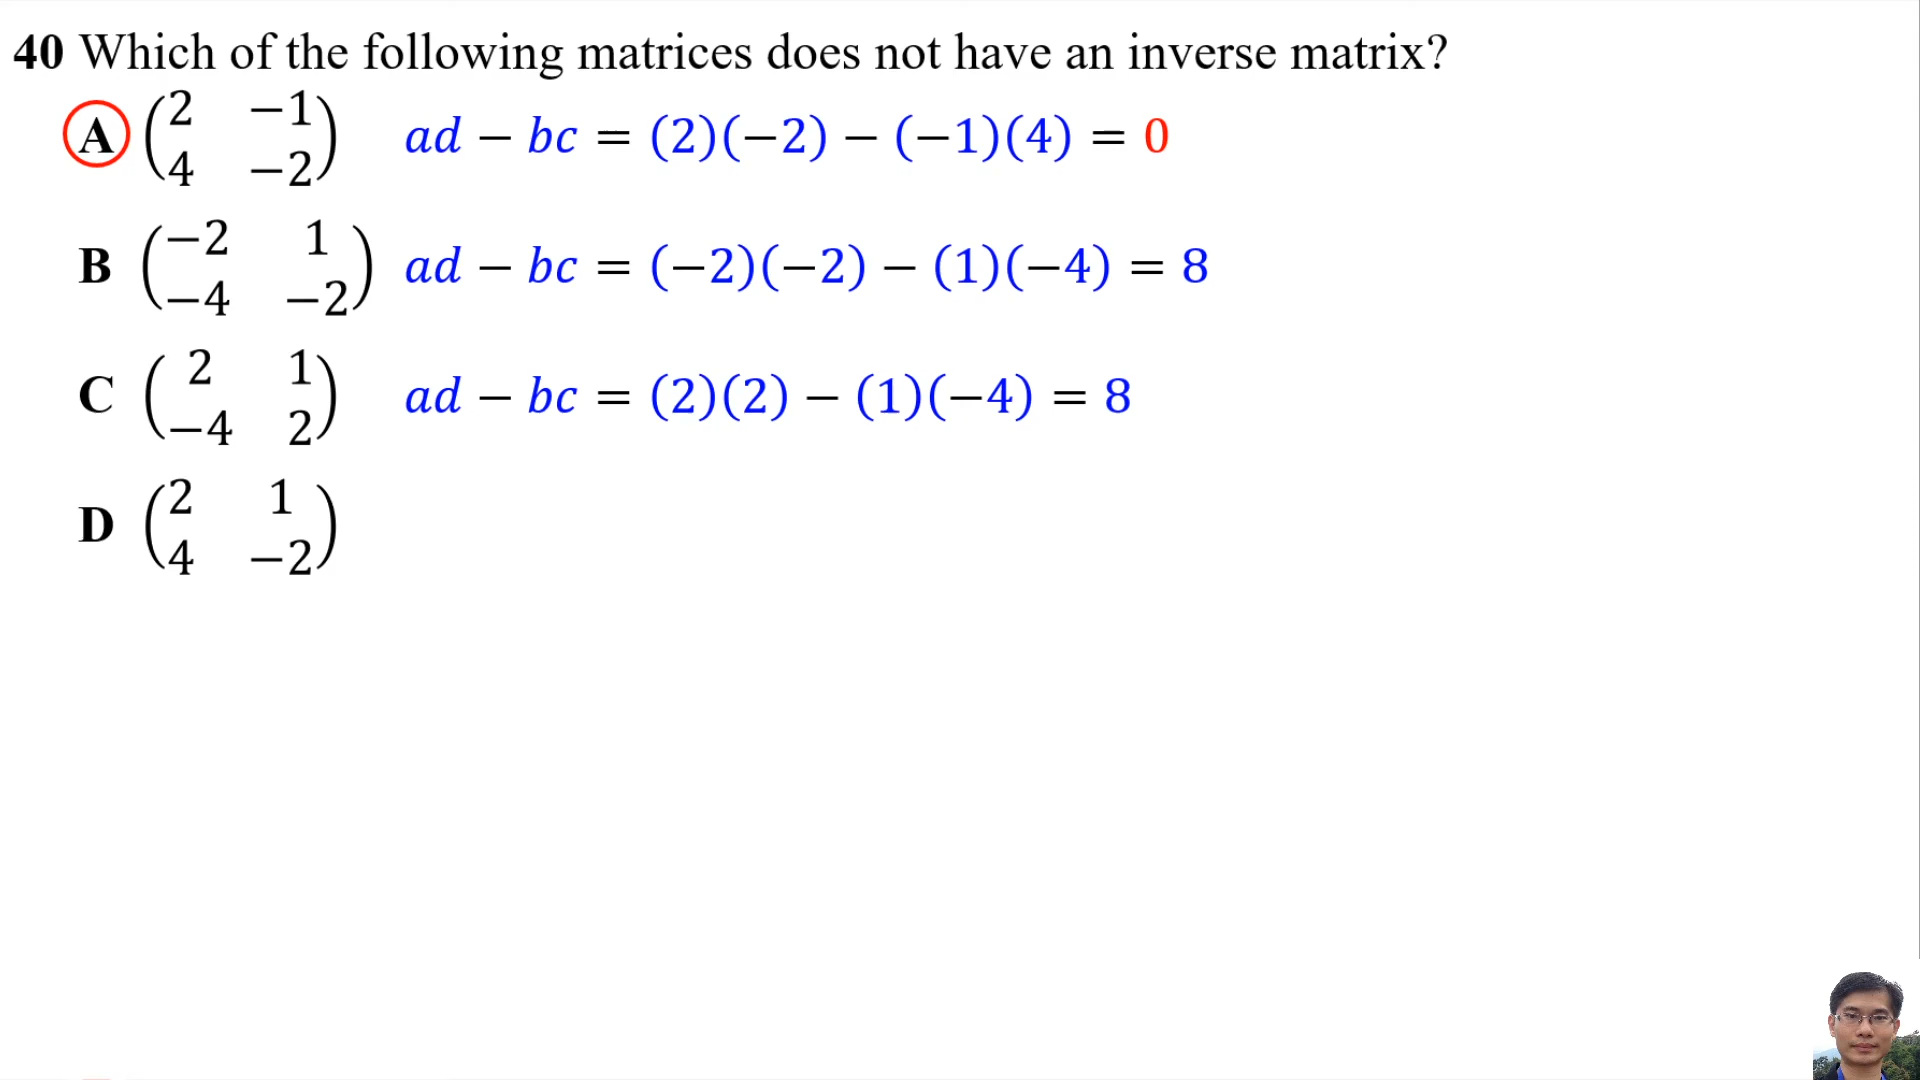 40 Which of the following matrices does not have an inverse matrix?
A (2 −1
4 −2) ad − bc = (2)(−2) − (−1)(4) = 0
B (−2 1
−4 −2) ad − bc = (−2)(−2) − (1)(−4) = 8
C (2 1
−4 2) ad − bc = (2)(2) − (1)(−4) = 8
D (2 1
4 −2)